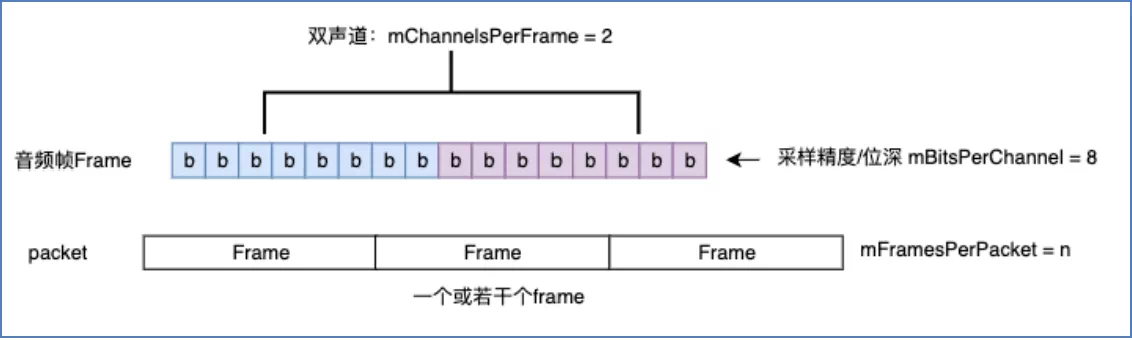 双声道：mChannelsPerFrame = 2
音频帧Frame b b b b b b b b b b b b b b b b 采样精度/位深 mBitsPerChannel = 8
packet Frame Frame Frame mFramesPerPacket = n
一个或若干个frame